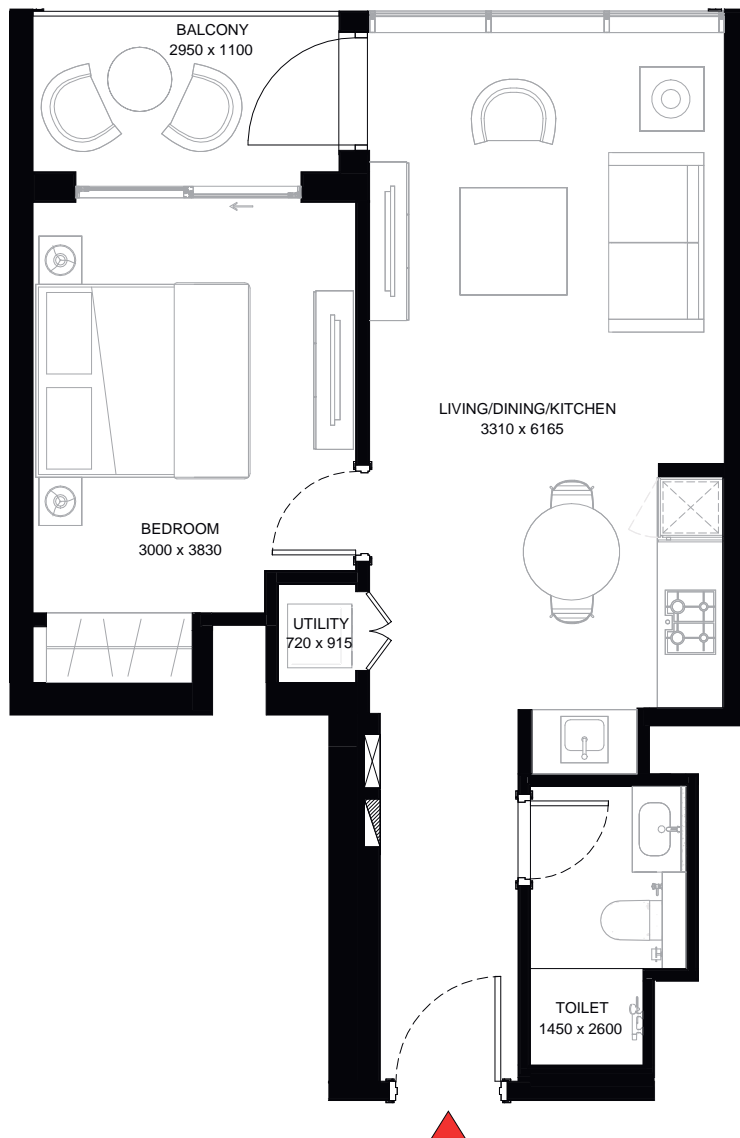 BALCONY
2950 x 1100
LIVING/DINING/KITCHEN
3310 x 6165
BEDROOM
3000 x 3830
UTILITY
720 x 915
TOILET
1450 x 2600